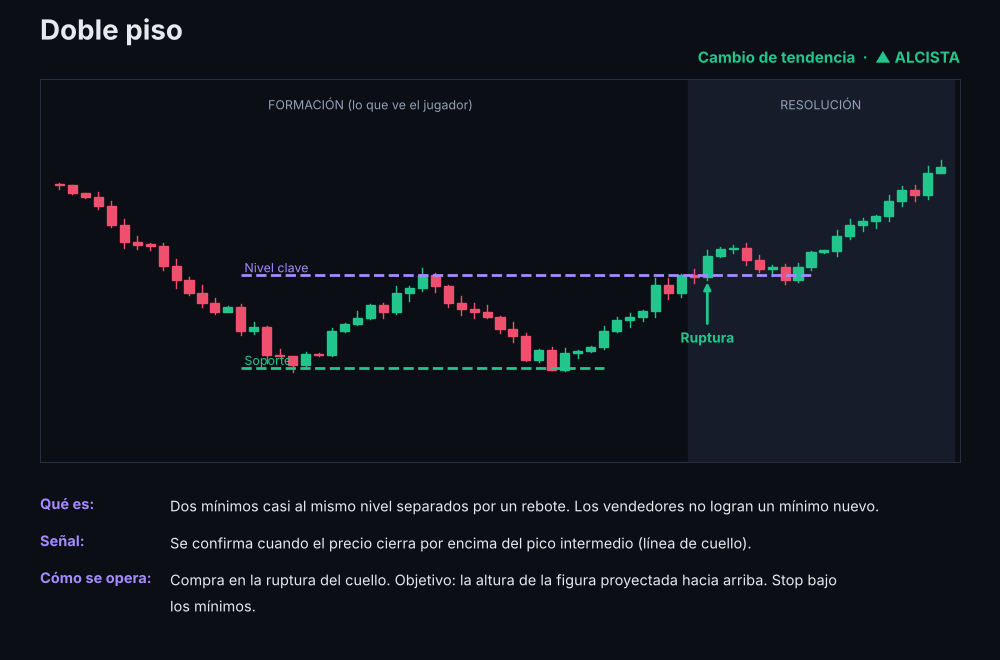 Doble piso
Cambio de tendencia · ▲ ALCISTA
FORMACIÓN (lo que ve el jugador)
RESOLUCIÓN
Nivel clave
Ruptura
Soporte
Qué es:
Dos mínimos casi al mismo nivel separados por un rebote. Los vendedores no logran un mínimo nuevo.
Señal:
Se confirma cuando el precio cierra por encima del pico intermedio (línea de cuello).
Cómo se opera:
Compra en la ruptura del cuello. Objetivo: la altura de la figura proyectada hacia arriba. Stop bajo
los mínimos.